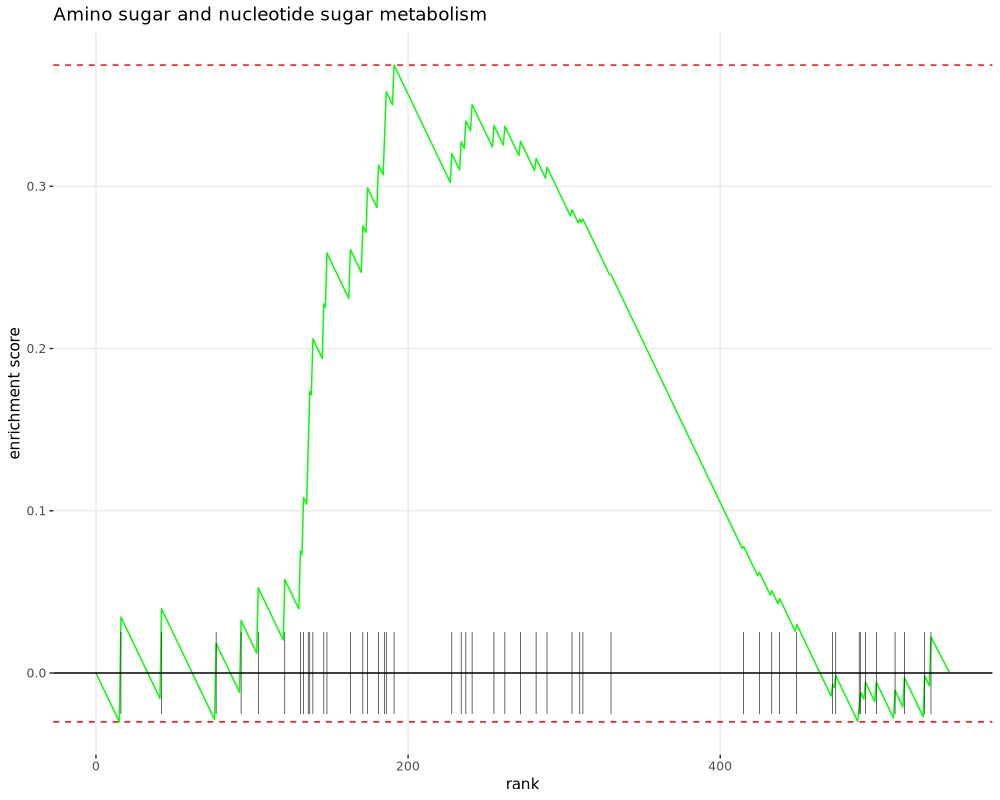 Amino sugar and nucleotide sugar metabolism
enrichment score
0.3
0.2
0.1
0.0
0
200
400
rank